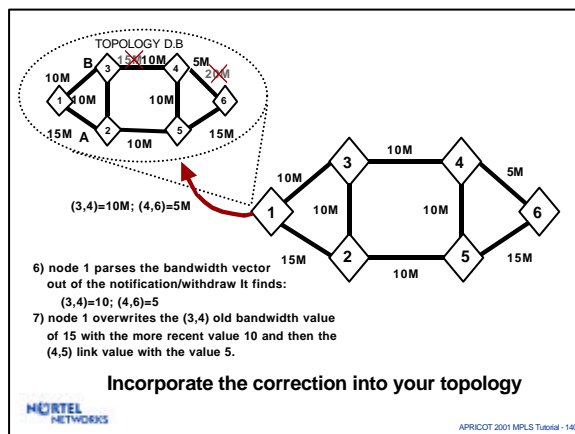 TOPOLOGY D.B
15M 10M
B
3
4
5M
20M
10M
1
10M
10M
6
15M
A
2
5
15M
10M
(3,4)=10M; (4,6)=5M
10M
3
4
10M
5M
1
10M
10M
6
15M
2
5
15M
10M
6) node 1 parses the bandwidth vector
out of the notification/withdraw It finds:
(3,4)=10; (4,6)=5
7) node 1 overwrites the (3,4) old bandwidth value
of 15 with the more recent value 10 and then the
(4,5) link value with the value 5.
Incorporate the correction into your topology
NORTEL
NETWORKS
APRICOT 2001 MPLS Tutorial - 140